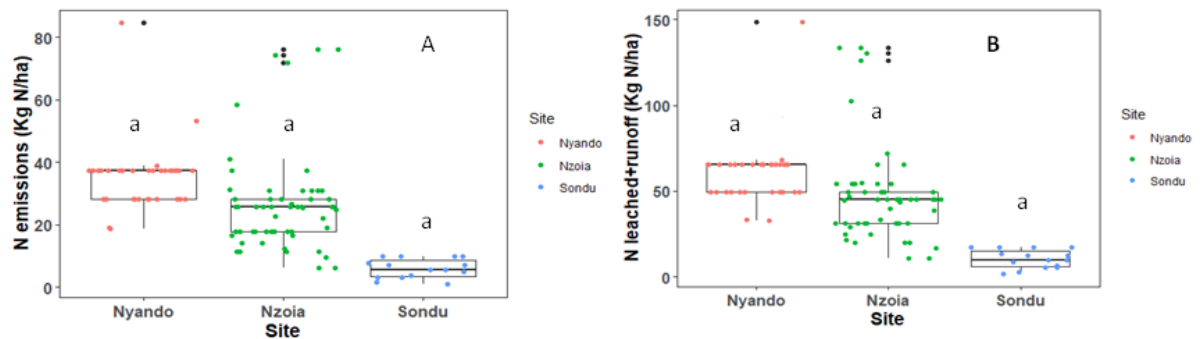 N emissions (Kg N/ha)
80
60
40
20
0
A
a
a
a
Nyando
Nzoia
Sondu
Site
Site
Nyando
Nzoia
Sondu
N leached+runoff (Kg N/ha)
150
100
50
0
B
a
a
a
Nyando
Nzoia
Sondu
Site
Site
Nyando
Nzoia
Sondu